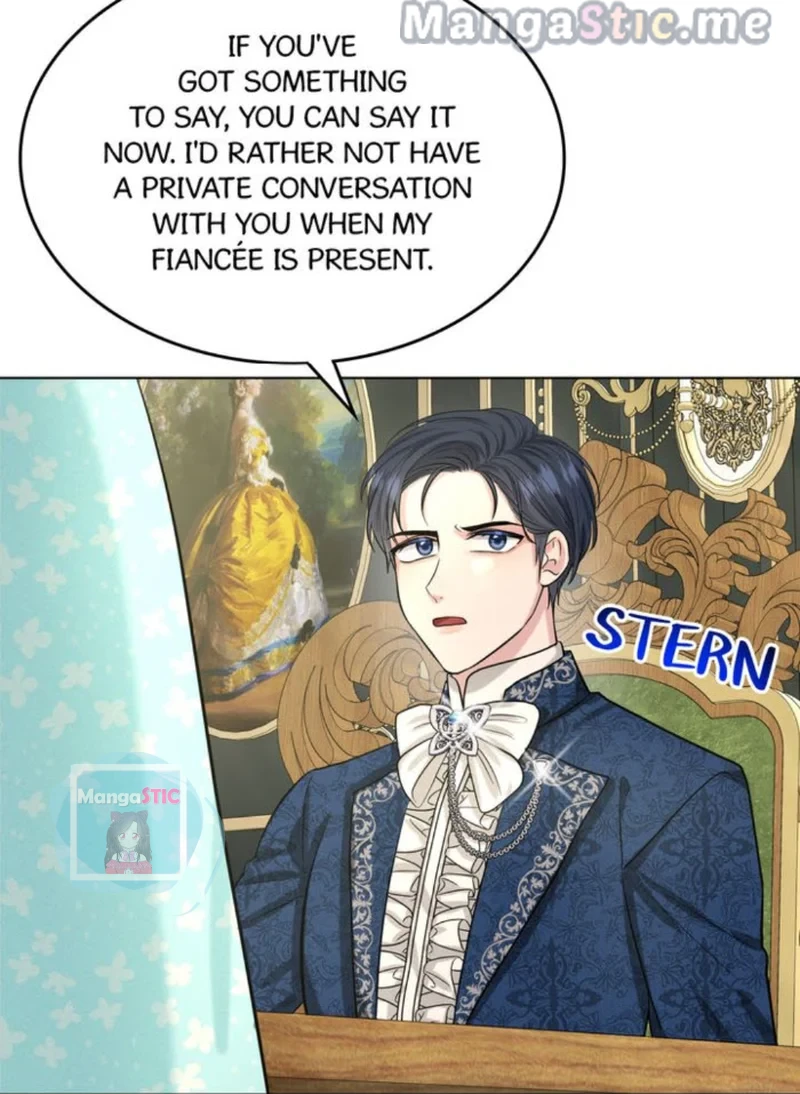 MangaStic.me
IF YOU'VE
GOT SOMETHING
TO SAY, YOU CAN SAY IT
NOW. I'D RATHER NOT HAVE
A PRIVATE CONVERSATION
WITH YOU WHEN MY
FIANCÉE IS PRESENT.
STERN
MangaSTIC